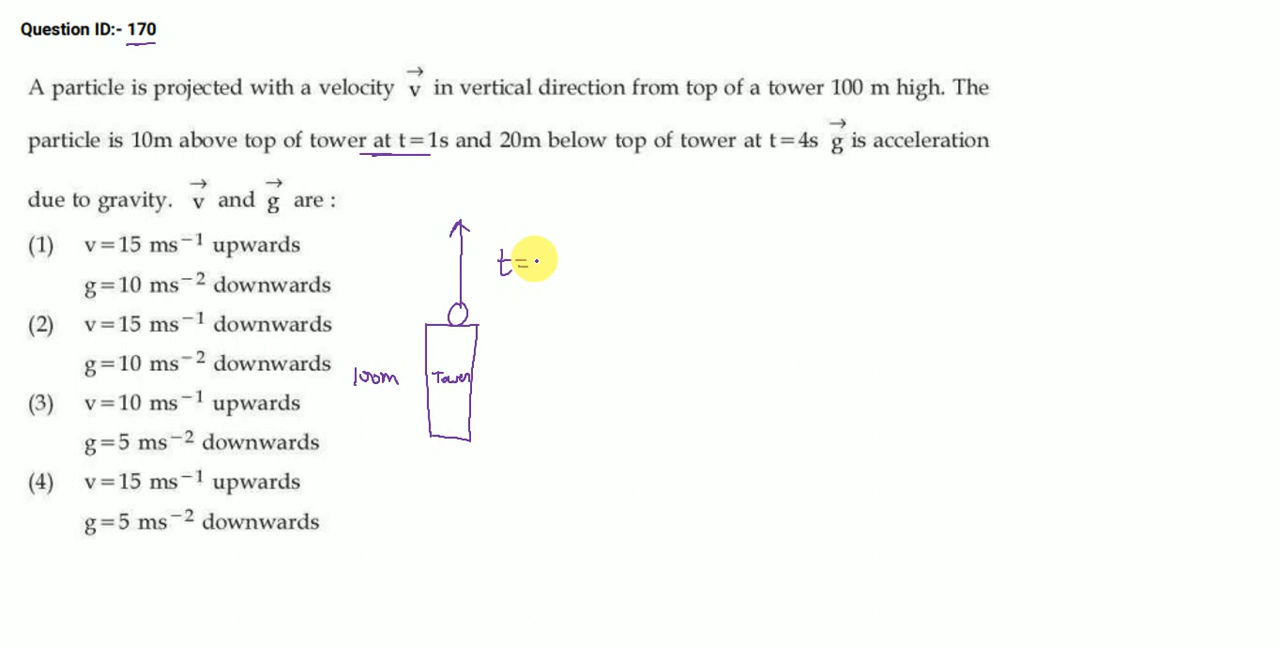 Question ID:- 170
A particle is projected with a velocity v⃗ in vertical direction from top of a tower 100 m high. The
particle is 10m above top of tower at t=1s and 20m below top of tower at t=4s g⃗ is acceleration
due to gravity. v⃗ and g⃗ are :
(1) v=15 ms⁻¹ upwards
g=10 ms⁻² downwards
(2) v=15 ms⁻¹ downwards
g=10 ms⁻² downwards
(3) v=10 ms⁻¹ upwards
g=5 ms⁻² downwards
(4) v=15 ms⁻¹ upwards
g=5 ms⁻² downwards
t=
100m
Tower